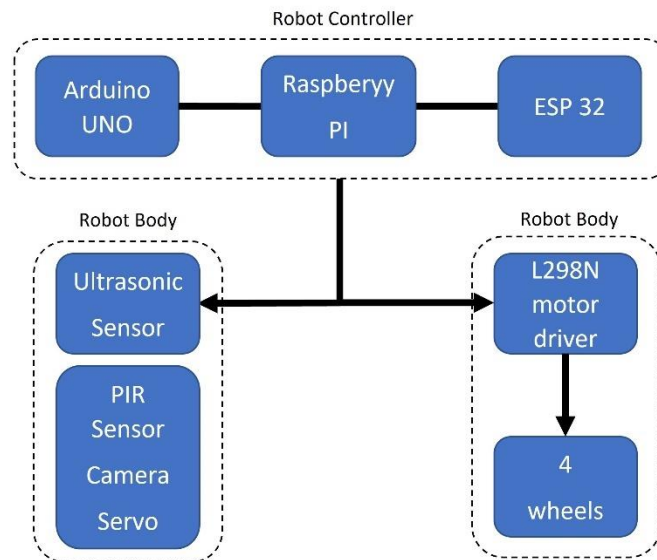 Robot Controller
Arduino
UNO
Raspberyy
PI
ESP 32
Robot Body
Ultrasonic
Sensor
PIR
Sensor
Camera
Servo
Robot Body
L298N
motor
driver
4
wheels